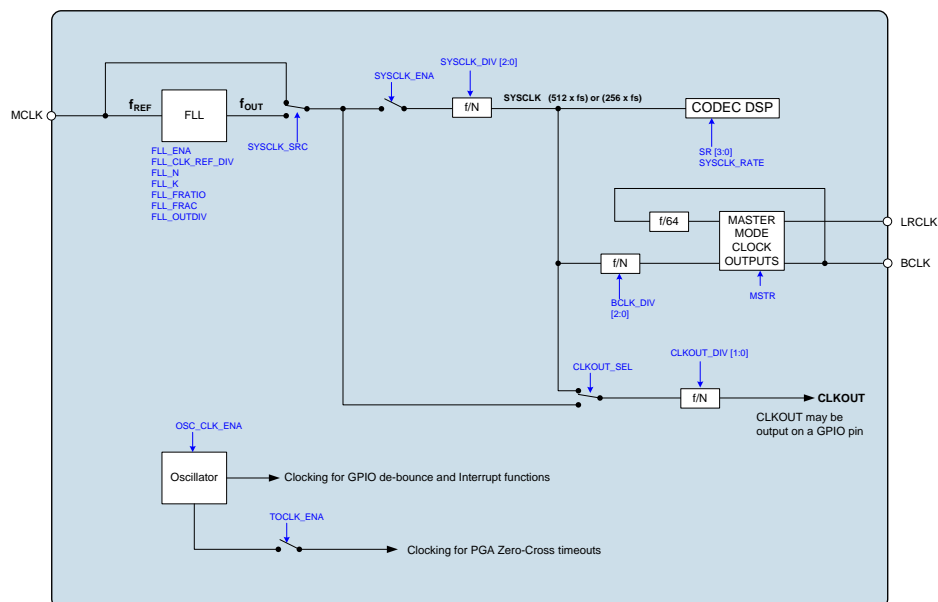 SYSCLK_DIV [2:0]
SYSCLK_ENA
MCLK
fREF
FLL
fOUT
f/N
SYSCLK (512 x fs) or (256 x fs)
CODEC DSP
SYSCLK_SRC
SR [3:0]
SYSCLK_RATE
FLL_ENA
FLL_CLK_REF_DIV
FLL_N
FLL_K
FLL_FRATIO
FLL_FRAC
FLL_OUTDIV
f/64
MASTER
MODE
CLOCK
OUTPUTS
LRCLK
BCLK
f/N
BCLK_DIV
[2:0]
MSTR
CLKOUT_SEL
CLKOUT_DIV [1:0]
f/N
CLKOUT
CLKOUT may be
output on a GPIO pin
OSC_CLK_ENA
Oscillator
Clocking for GPIO de-bounce and Interrupt functions
TOCLK_ENA
Clocking for PGA Zero-Cross timeouts